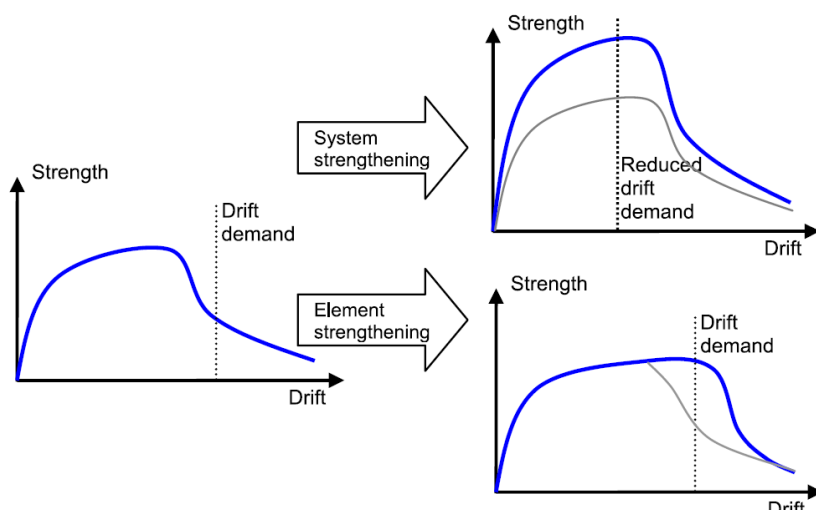 Strength
Drift
demand
Drift
System
strengthening
Element
strengthening
Strength
Reduced
drift
demand
Drift
Strength
Drift
demand
Drift